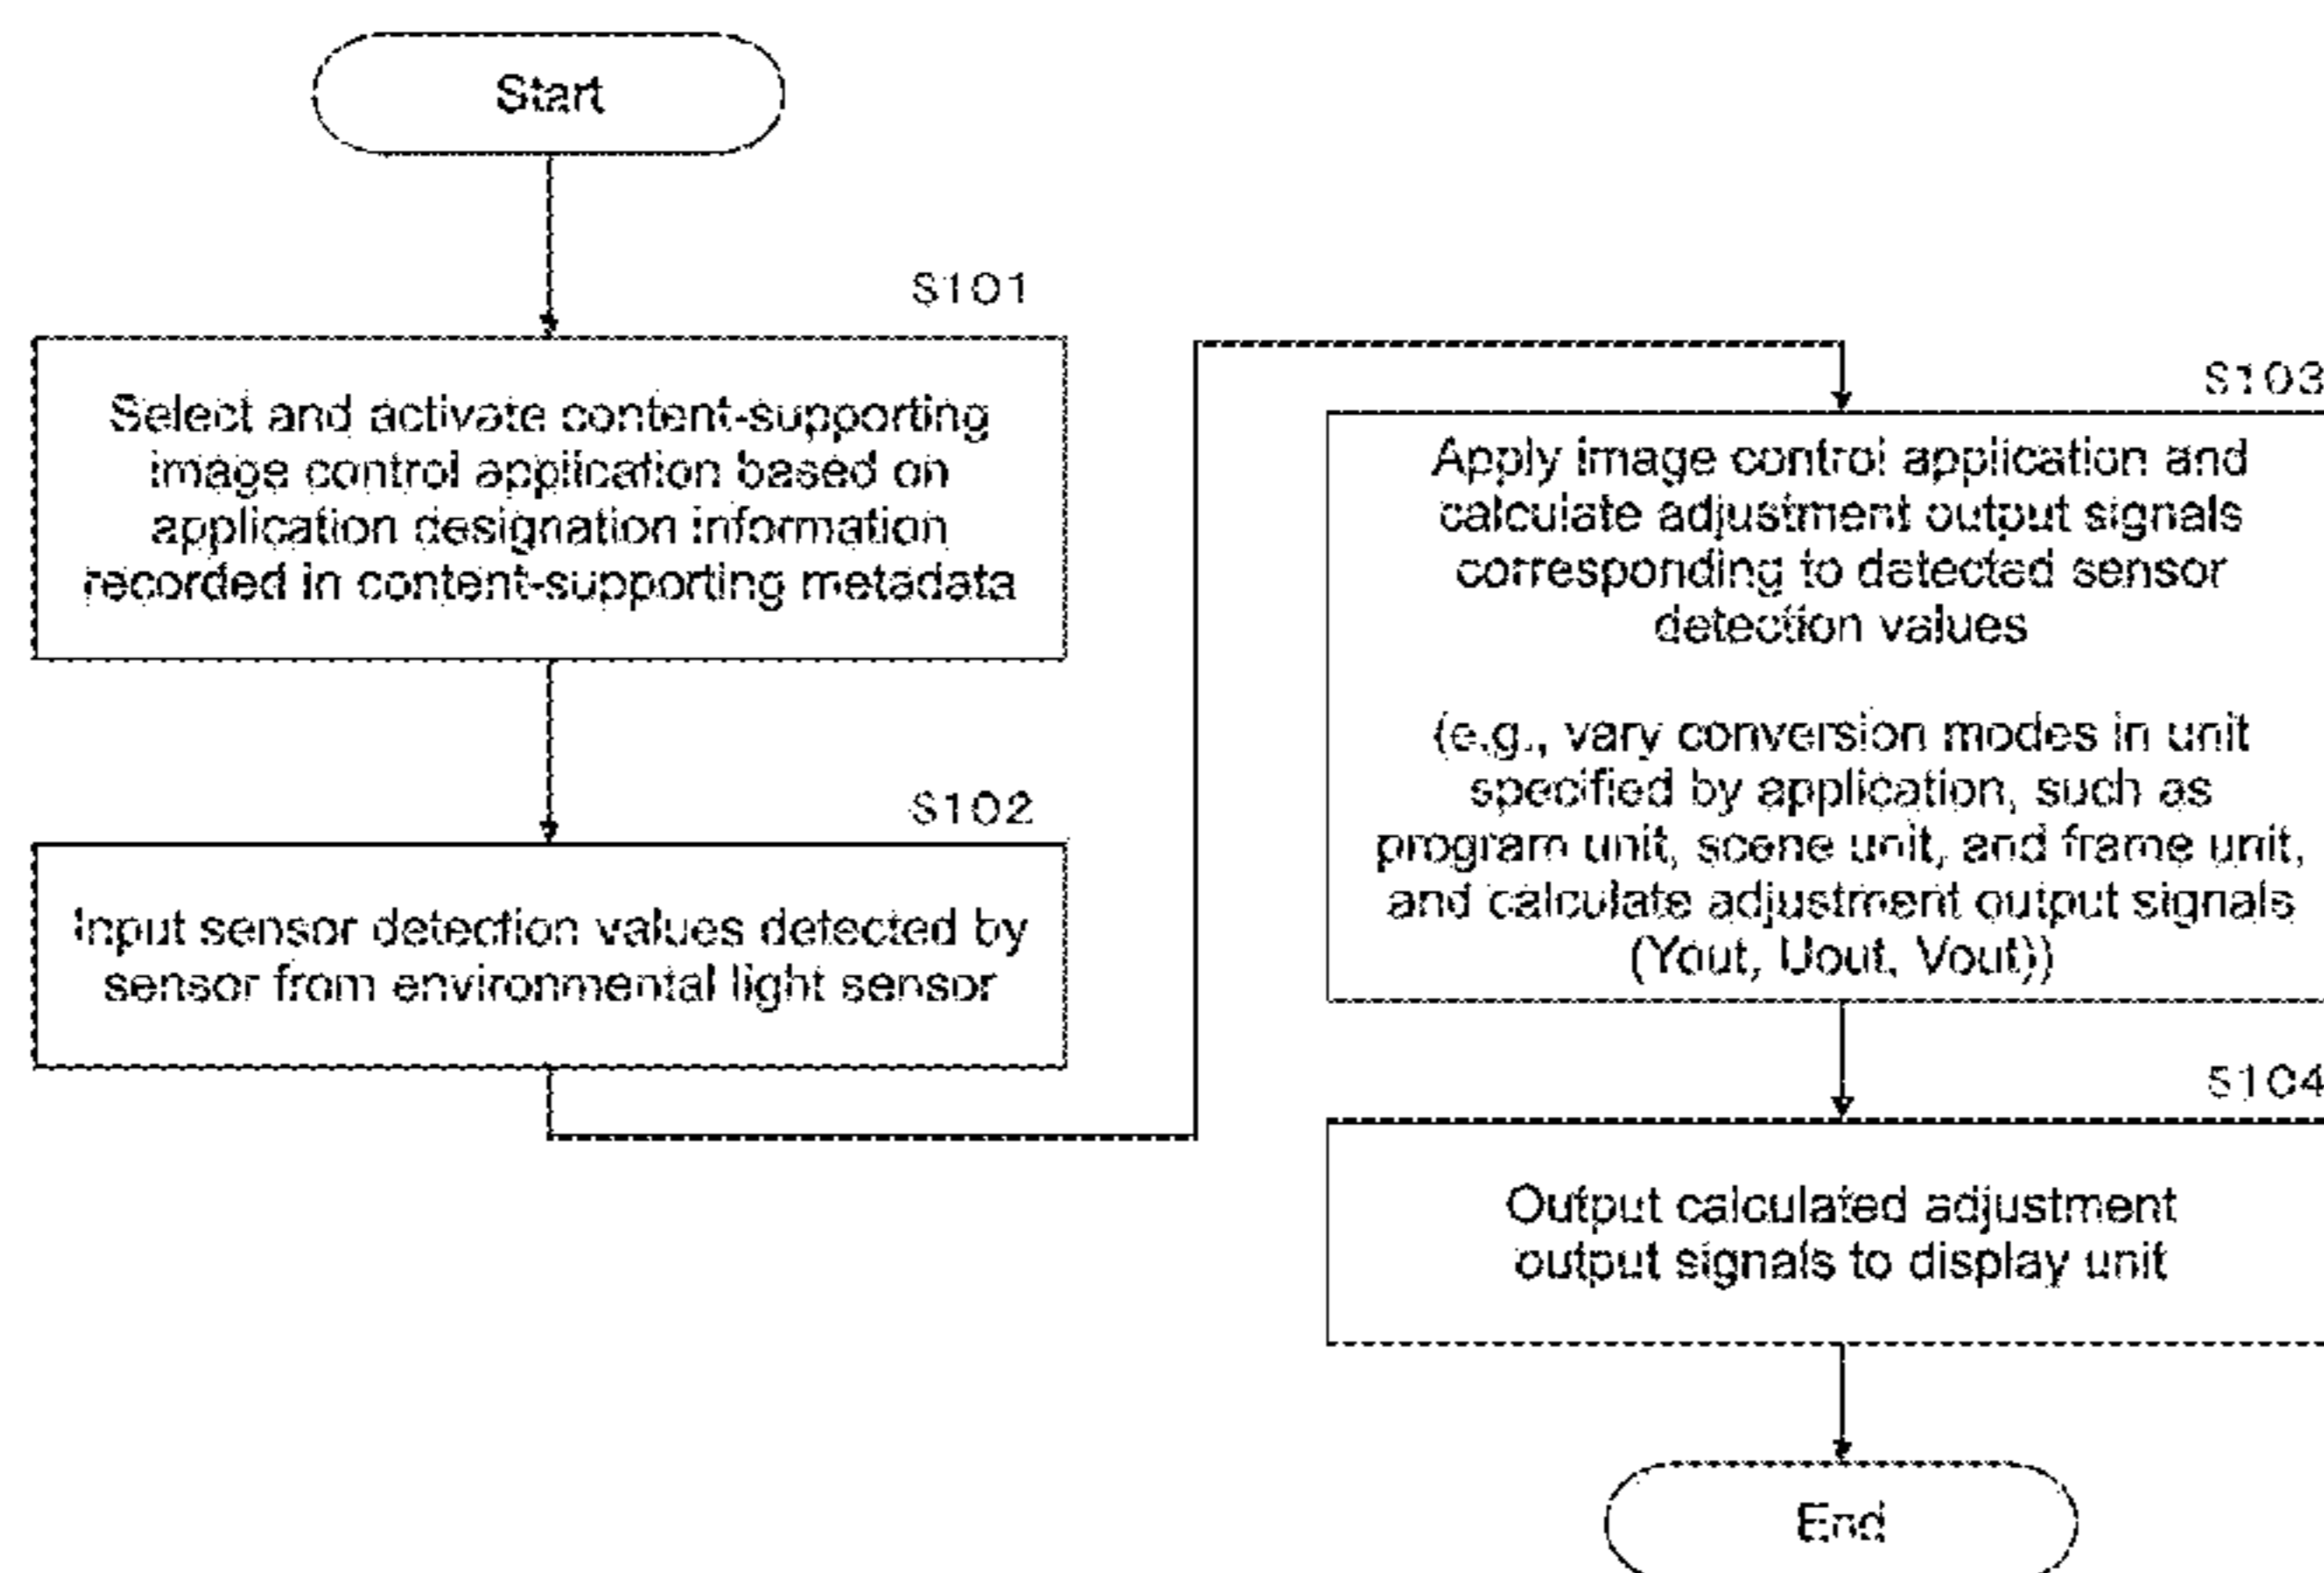 Start
S101
Select and activate content-supporting
image control application based on
application designation information
recorded in content-supporting metadata
S102
Input sensor detection values detected by
sensor from environmental light sensor
S103
Apply image control application and
calculate adjustment output signals
corresponding to detected sensor
detection values
(e.g., vary conversion modes in unit
specified by application, such as
program unit, scene unit, and frame unit,
and calculate adjustment output signals
(Yout, Uout, Vout))
S104
Output calculated adjustment
output signals to display unit
End